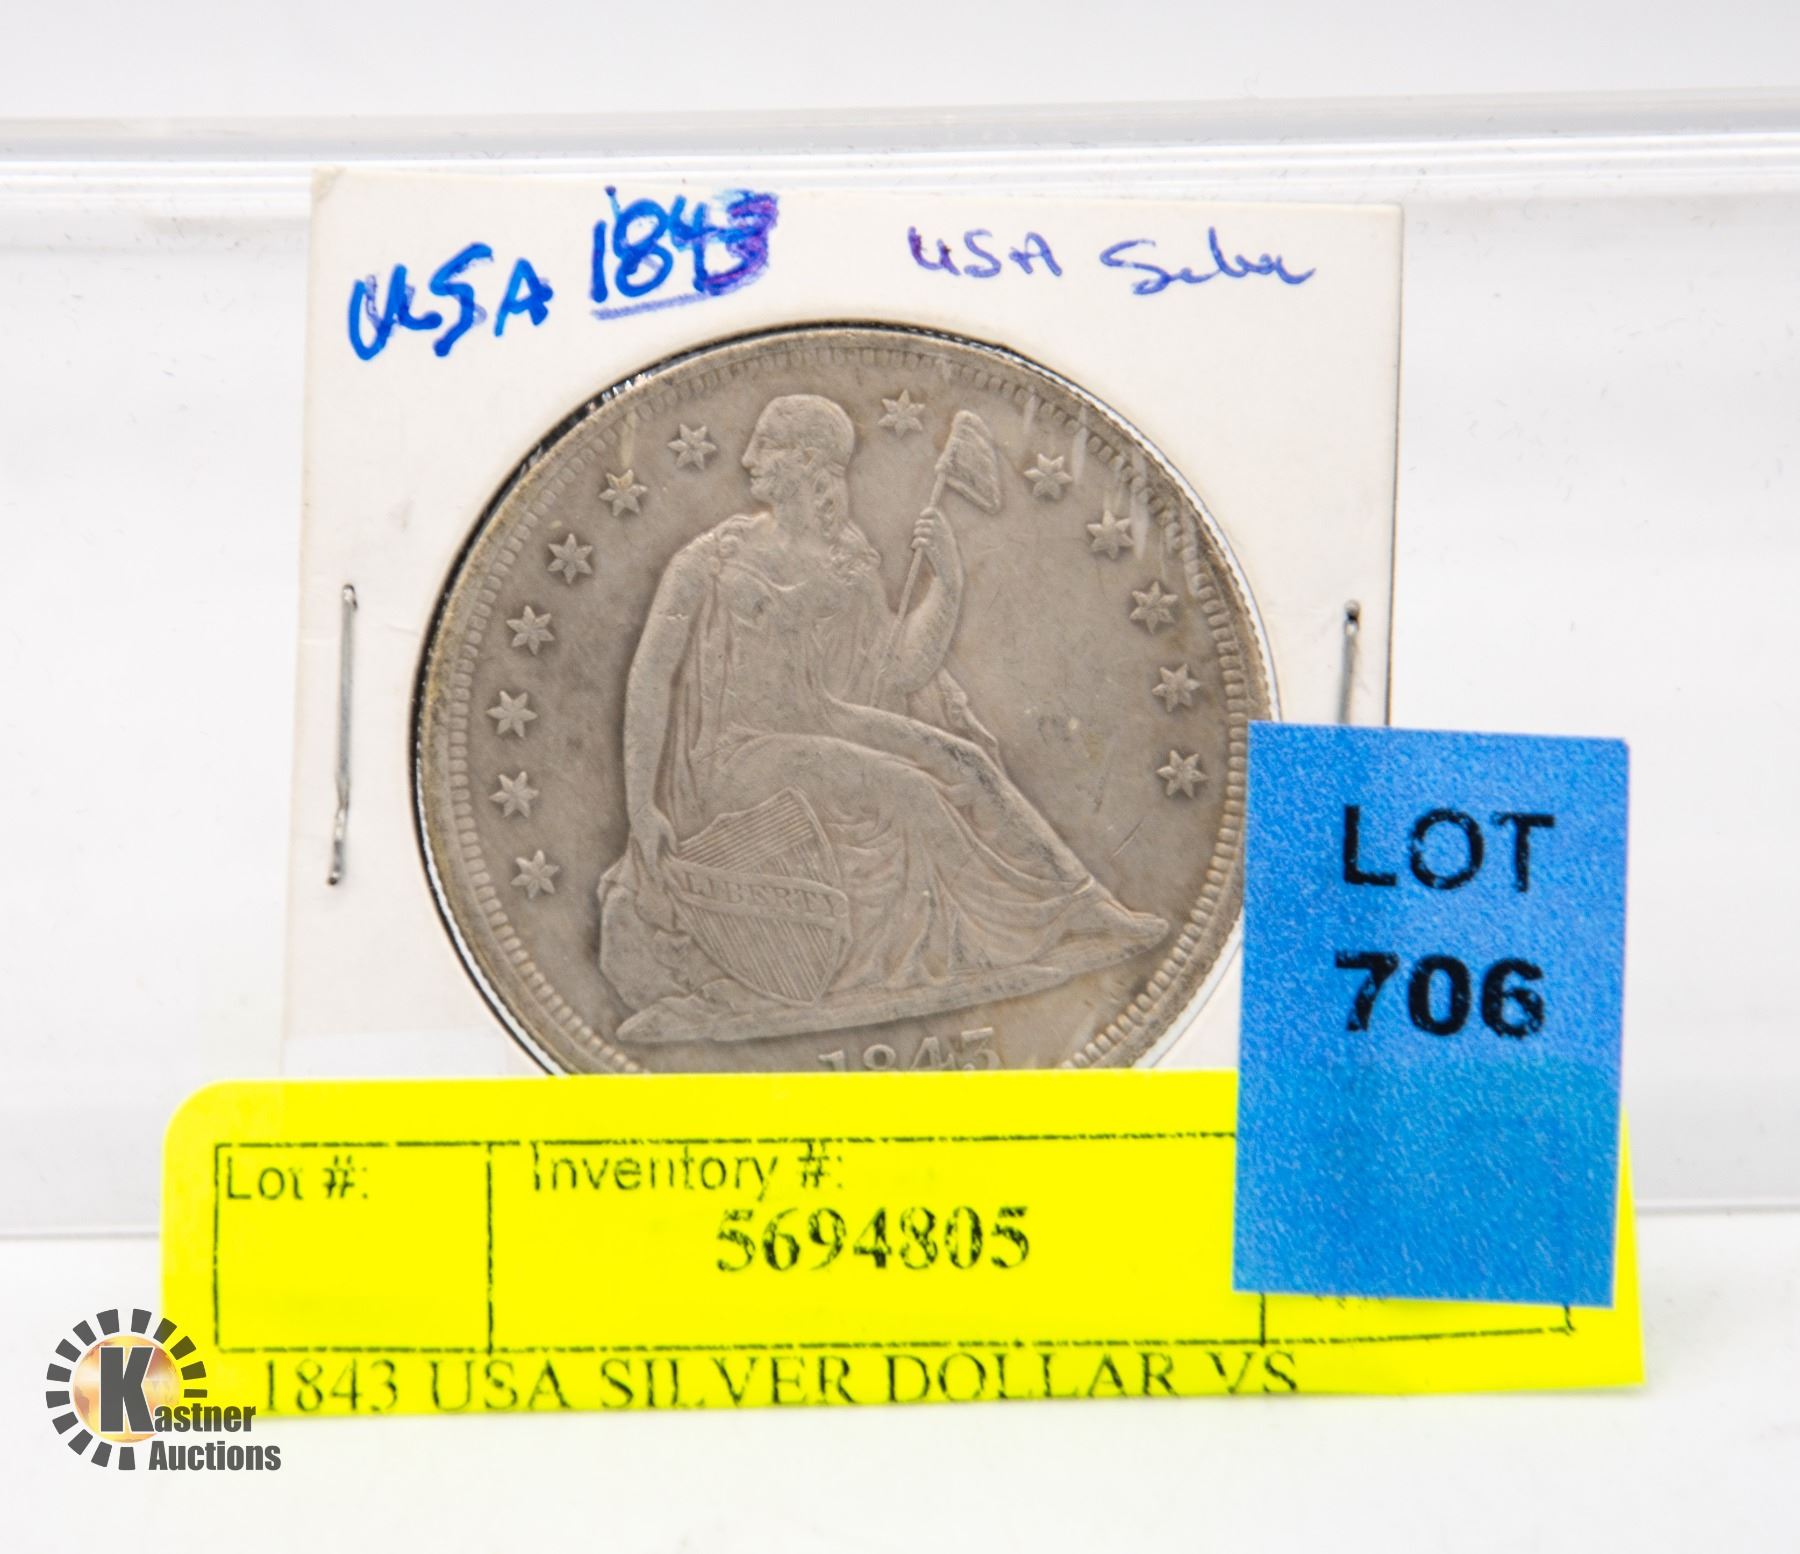 USA 1843 USA Silver
LIBERTY
1843
LOT
706
Lot #: Inventory #:
5694805
1843 USA SILVER DOLLAR VS
Kastner
Auctions